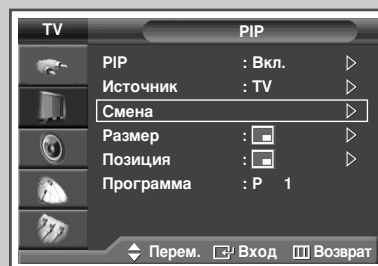 TV PIP
PIP : Вкл.
Источник : TV
Смена
Размер :
Позиция :
Программа : P 1
Перем. Вход Возврат